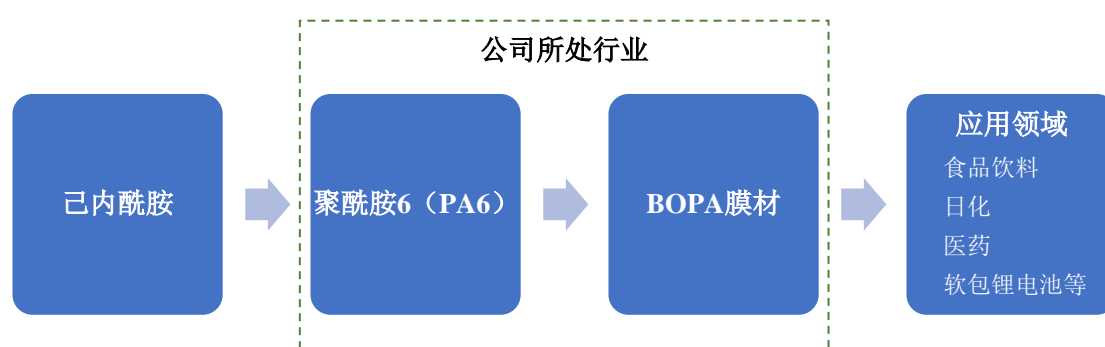 公司所处行业
己内酰胺
聚酰胺6（PA6）
BOPA膜材
应用领域
食品饮料
日化
医药
软包锂电池等